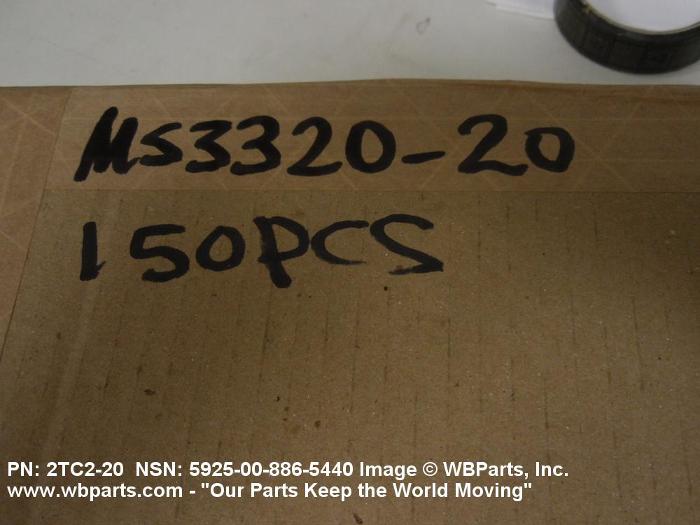 MS3320-20
150PCS
PN: 2TC2-20 NSN: 5925-00-886-5440 Image © WBParts, Inc.
www.wbparts.com - "Our Parts Keep the World Moving"